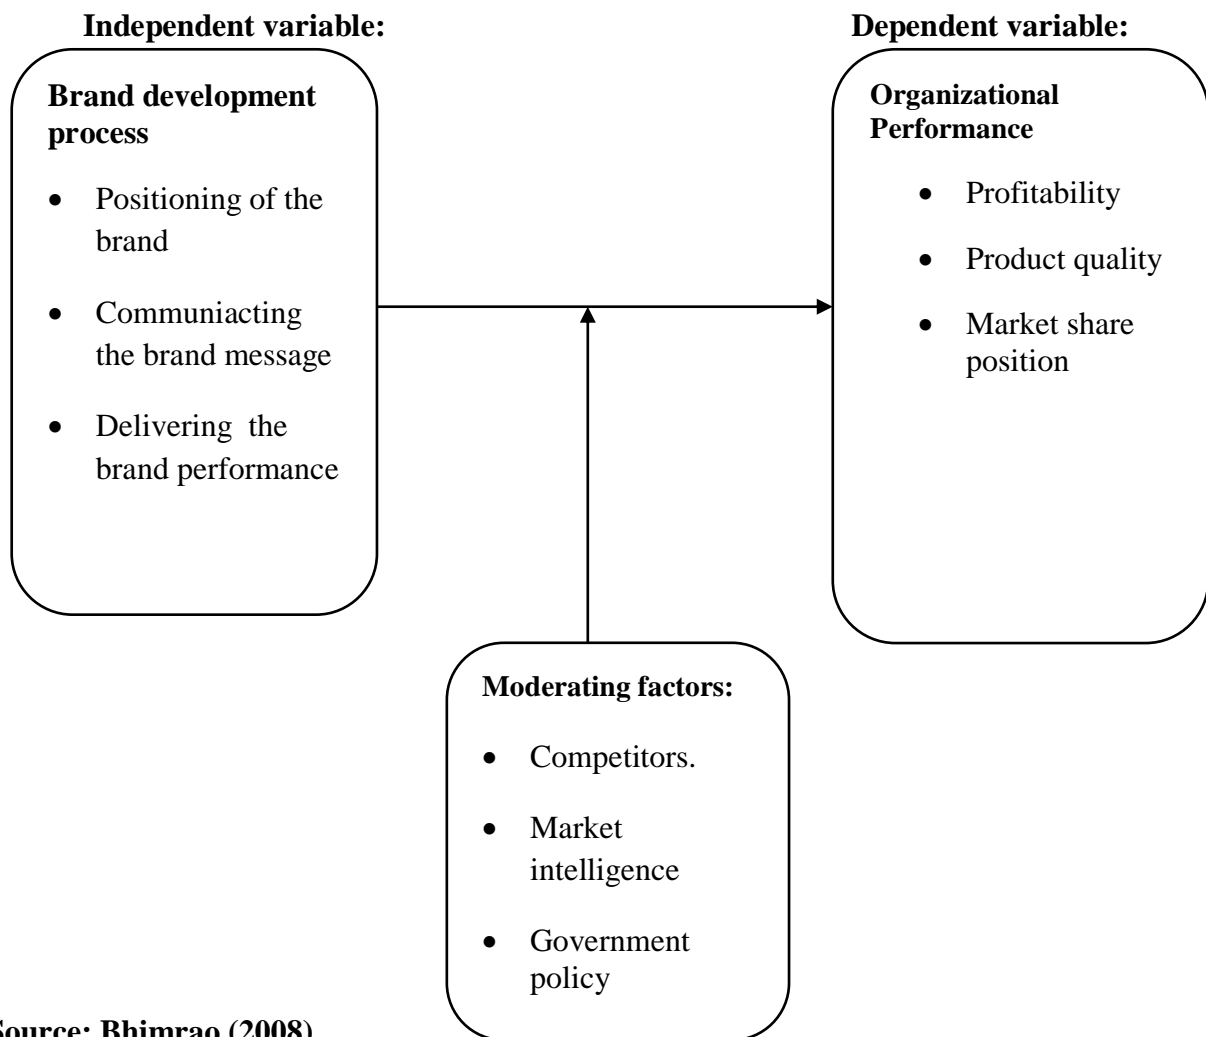 Independent variable:
Dependent variable:
Brand development
process
• Positioning of the
brand
• Communiacting
the brand message
• Delivering the
brand performance
Organizational
Performance
• Profitability
• Product quality
• Market share
position
Moderating factors:
• Competitors.
• Market
intelligence
• Government
policy
Source: Bhimrao (2008)